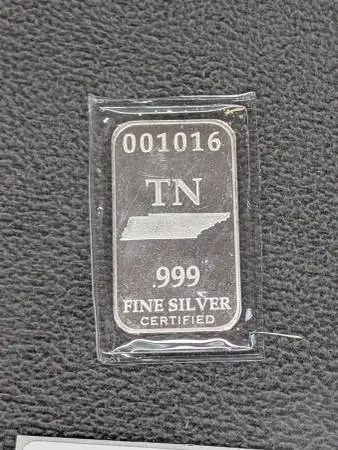 001016
TN
.999
FINE SILVER
CERTIFIED